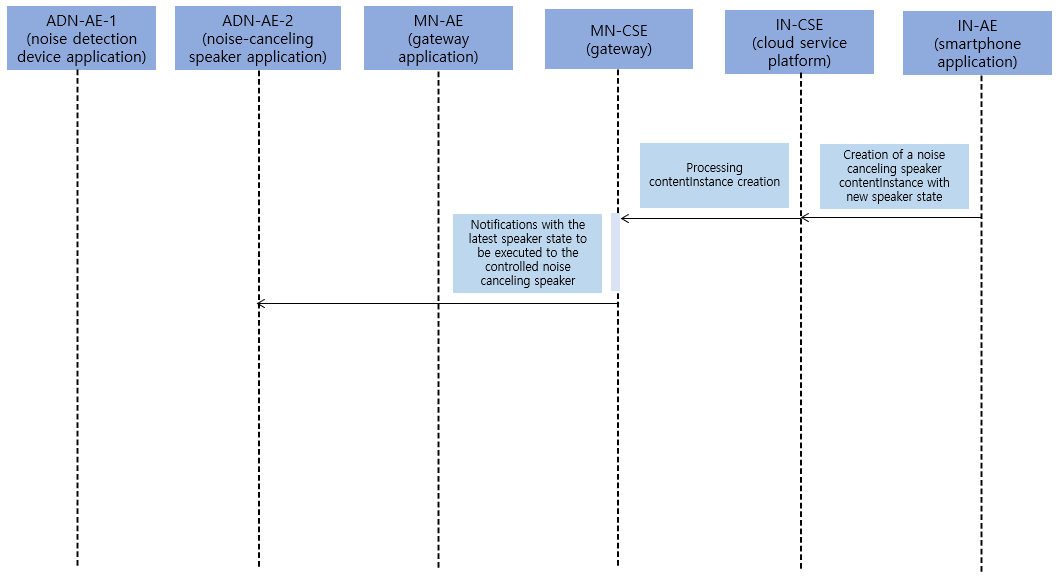 ADN-AE-1
(noise detection
device application)
ADN-AE-2
(noise-canceling
speaker application)
MN-AE
(gateway
application)
MN-CSE
(gateway)
IN-CSE
(cloud service
platform)
IN-AE
(smartphone
application)
Processing
contentInstance creation
Creation of a noise
canceling speaker
contentInstance with
new speaker state
Notifications with the
latest speaker state to
be executed to the
controlled noise
canceling speaker